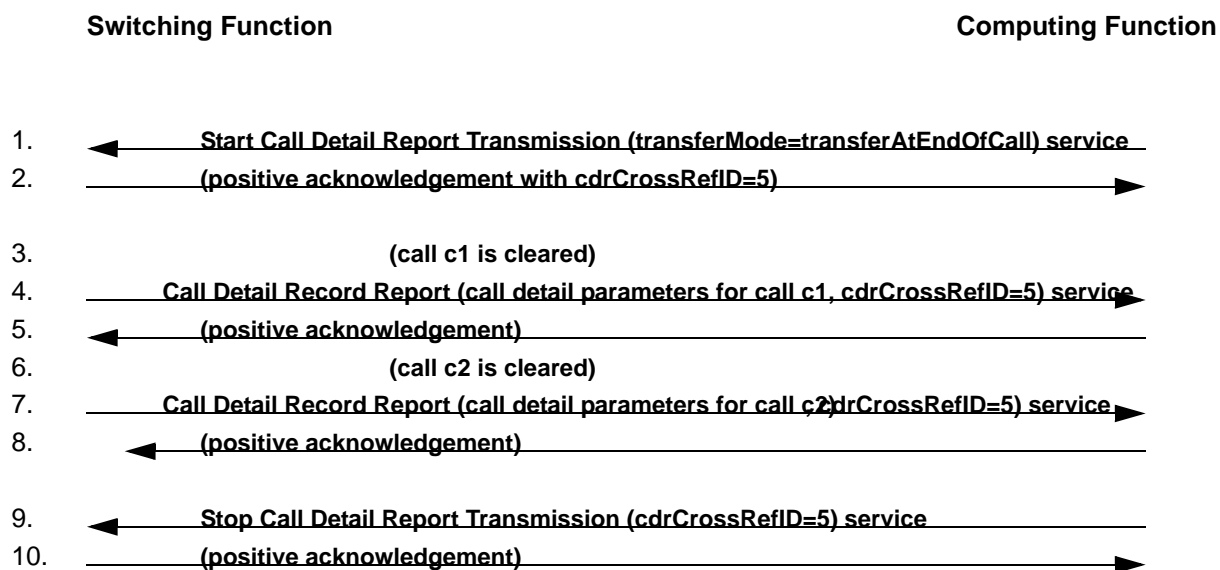 Switching Function Computing Function
1. Start Call Detail Report Transmission (transferMode=transferAtEndOfCall) service
2. (positive acknowledgement with cdrCrossRefID=5)
3. (call c1 is cleared)
4. Call Detail Record Report (call detail parameters for call c1, cdrCrossRefID=5) service
5. (positive acknowledgement)
6. (call c2 is cleared)
7. Call Detail Record Report (call detail parameters for call c2), cdrCrossRefID=5) service
8. (positive acknowledgement)
9. Stop Call Detail Report Transmission (cdrCrossRefID=5) service
10. (positive acknowledgement)